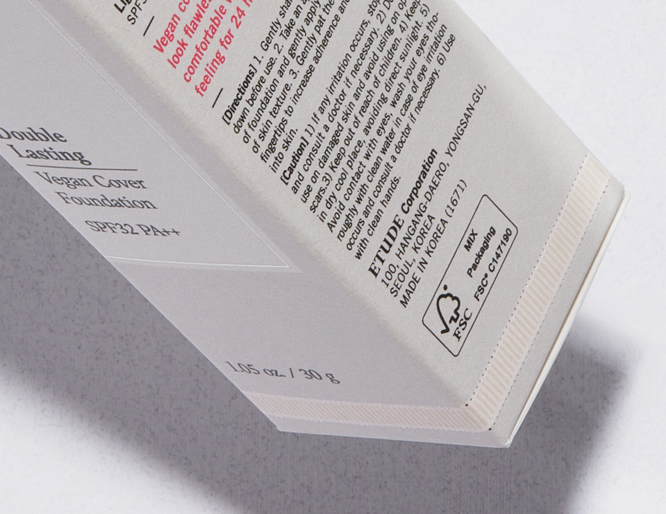 Double
Lasting
Vegan Cover
Foundation
SPF32 PA++
1.05 oz. / 30 g
Vegan
look
comfortable
feeling for 24
[Directions] 1. Gently
down before use. 2. Take an
of foundation and gently apply
of skin texture. 3. Gently pat the
fingertips to increase adherence and
into skin.
[Caution] 1) If any irritation occurs,
and consult a doctor if necessary. 2)
use on damaged skin and avoid using on
scars. 3) Keep out of reach of children. 4) Keep
in dry cool place, avoiding direct sunlight. 5)
Avoid contact with eyes, wash your eyes tho-
roughly with clean water in case of eye irritation
occurs and consult a doctor if necessary. 6) Use
with clean hands.
ETUDE Corporation
100, HANGANG-DAERO, YONGSAN-GU,
SEOUL, KOREA
MADE IN KOREA (1671)
FSC
MIX
Packaging
FSC® C147190